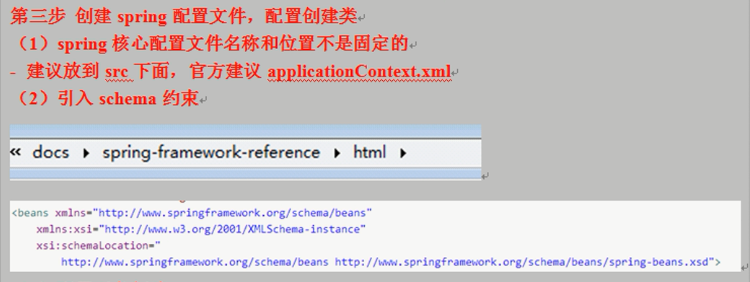 第三步 创建 spring 配置文件，配置创建类
（1）spring 核心配置文件名称和位置不是固定的
- 建议放到 src 下面，官方建议 applicationContext.xml
（2）引入 schema 约束
« docs ▸ spring-framework-reference ▸ html ▸
<beans xmlns="http://www.springframework.org/schema/beans"
xmlns:xsi="http://www.w3.org/2001/XMLSchema-instance"
xsi:schemaLocation="
http://www.springframework.org/schema/beans http://www.springframework.org/schema/beans/spring-beans.xsd">